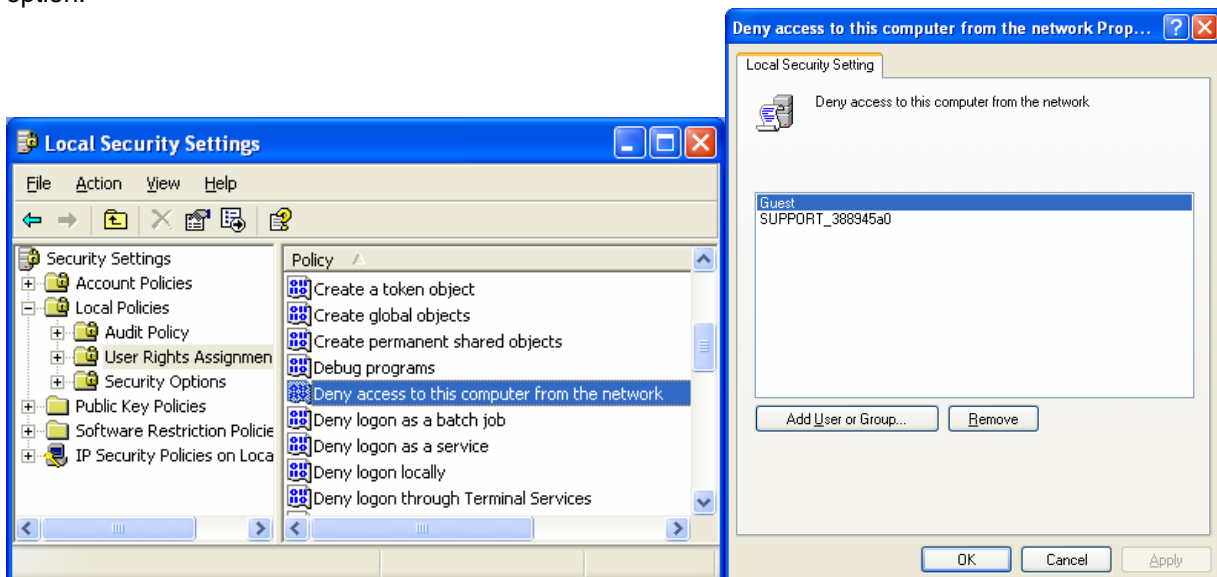 option.
Deny access to this computer from the network Prop...
Local Security Setting
Deny access to this computer from the network
Guest
SUPPORT_388945a0
Add User or Group...
Remove
OK
Cancel
Apply
Local Security Settings
File Action View Help
Security Settings
Account Policies
Local Policies
Audit Policy
User Rights Assignmen
Security Options
Public Key Policies
Software Restriction Policie
IP Security Policies on Loca
Policy
Create a token object
Create global objects
Create permanent shared objects
Debug programs
Deny access to this computer from the network
Deny logon as a batch job
Deny logon as a service
Deny logon locally
Deny logon through Terminal Services